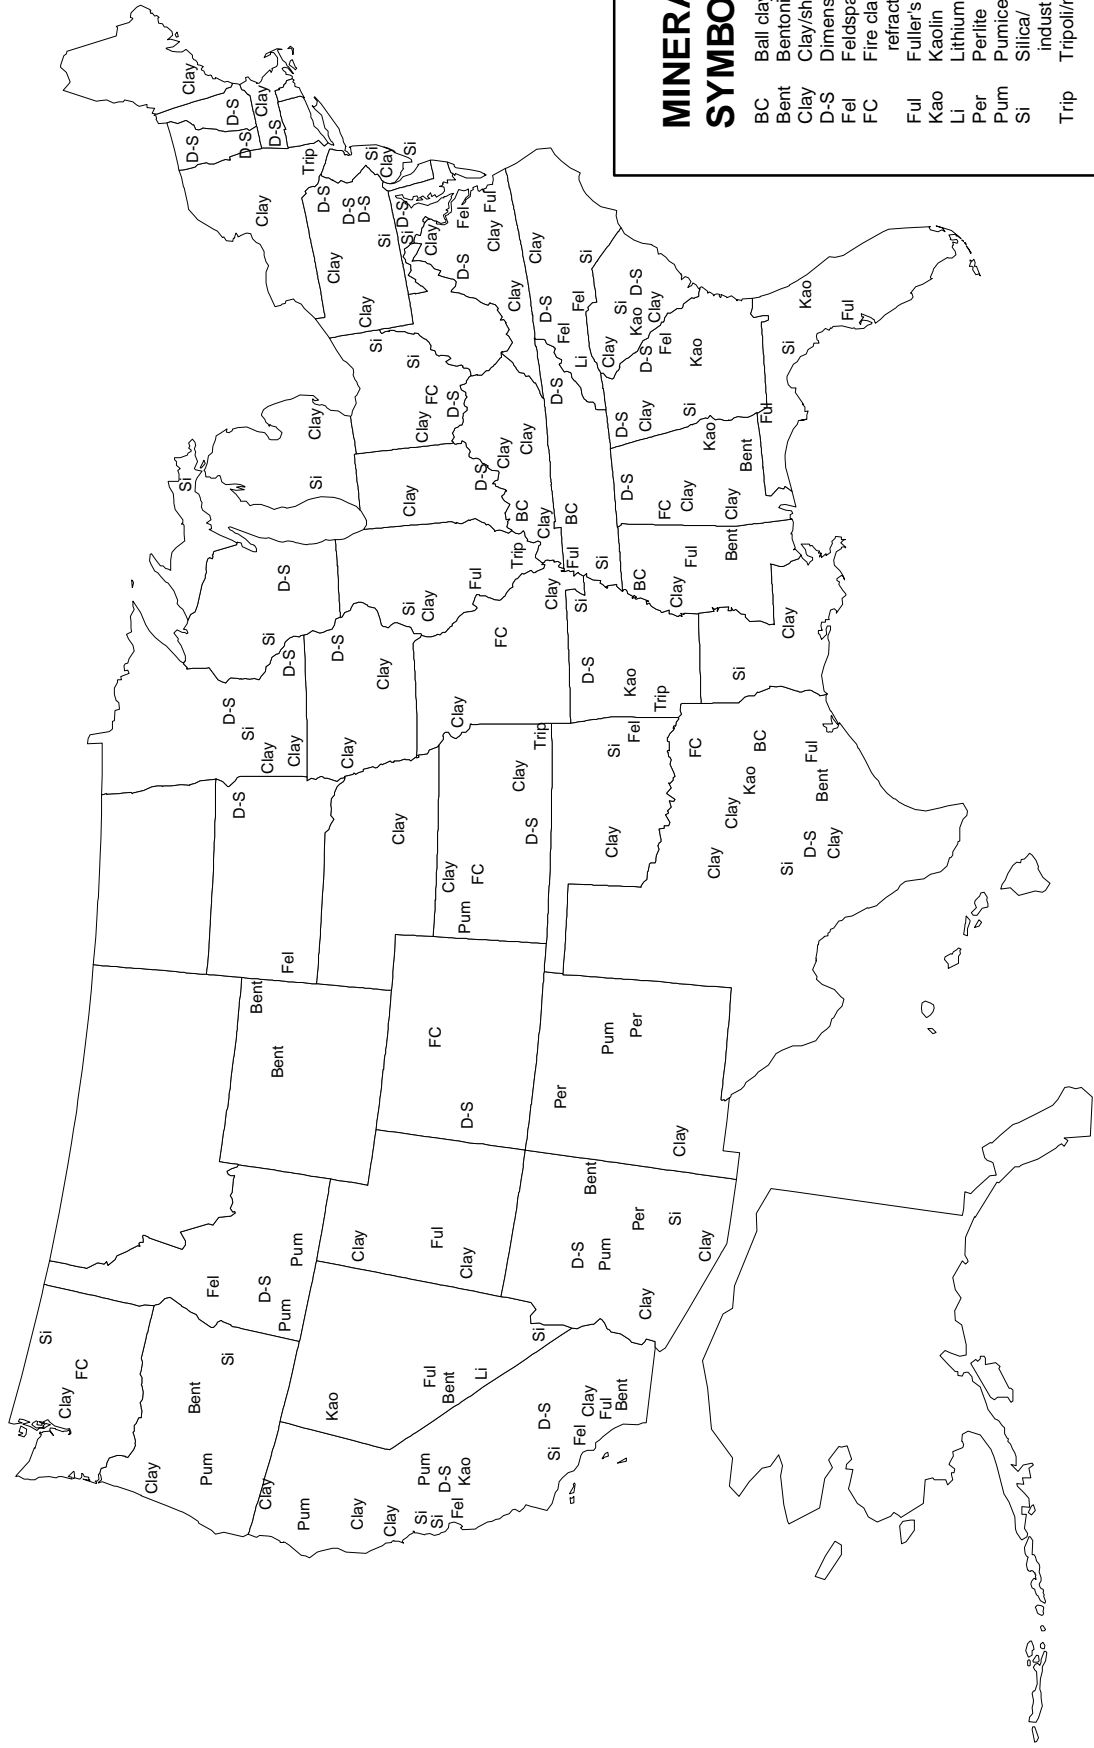 Si
Clay
FC
Clay
Bent
Pum
Si
Clay
Pum
Clay
Clay
Pum
Si
Si
D-S
Fel
Kao
D-S
Si
Fel
Clay
Ful
Bent
Kao
Ful
Bent
Li
Si
Fel
D-S
Pum
Pum
Clay
Ful
Clay
Bent
D-S
Pum
Per
Clay
Si
Clay
Bent
Bent
FC
D-S
Per
Pum
Per
Clay
D-S
Fel
Clay
Clay
Pum
FC
Clay
D-S
Trip
Si
Fel
Clay
FC
Clay
Clay
Kao
BC
Si
D-S
Clay
Ful
Bent
D-S
Si
Clay
D-S
Clay
D-S
Clay
Clay
Clay
FC
Clay
Si
D-S
Kao
Trip
Si
Clay
Si
D-S
Si
Clay
Ful
Trip
Si
Si
Clay
Clay
D-S
Si
Si
Clay
FC
D-S
Clay
Clay
BC
Clay
D-S
BC
Ful
Si
BC
Clay
Ful
Bent
D-S
FC
Clay
Kao
Clay
Bent
D-S
Clay
D-S
Fel
Si
Kao
Ful
Si
Kao
Ful
Clay
Si
Kao
D-S
Clay
Clay
D-S
Fel
Fel
Li
Si
Fel
D-S
Ful
Clay
Clay
D-S
Si
Clay
D-S
Clay
D-S
D-S
Clay
Si
Si
Clay
Si
Clay
Trip
D-S
D-S
D-S
Clay
Clay
D-S
MINERA
SYMBO
BC Ball clay
Bent Bentoni
Clay Clay/sh
D-S Dimens
Fel Feldspa
FC Fire cla
refract
Ful Fuller's
Kao Kaolin
Li Lithium
Per Perlite
Pum Pumice
Si Silica/
indust
Trip Tripoli/r